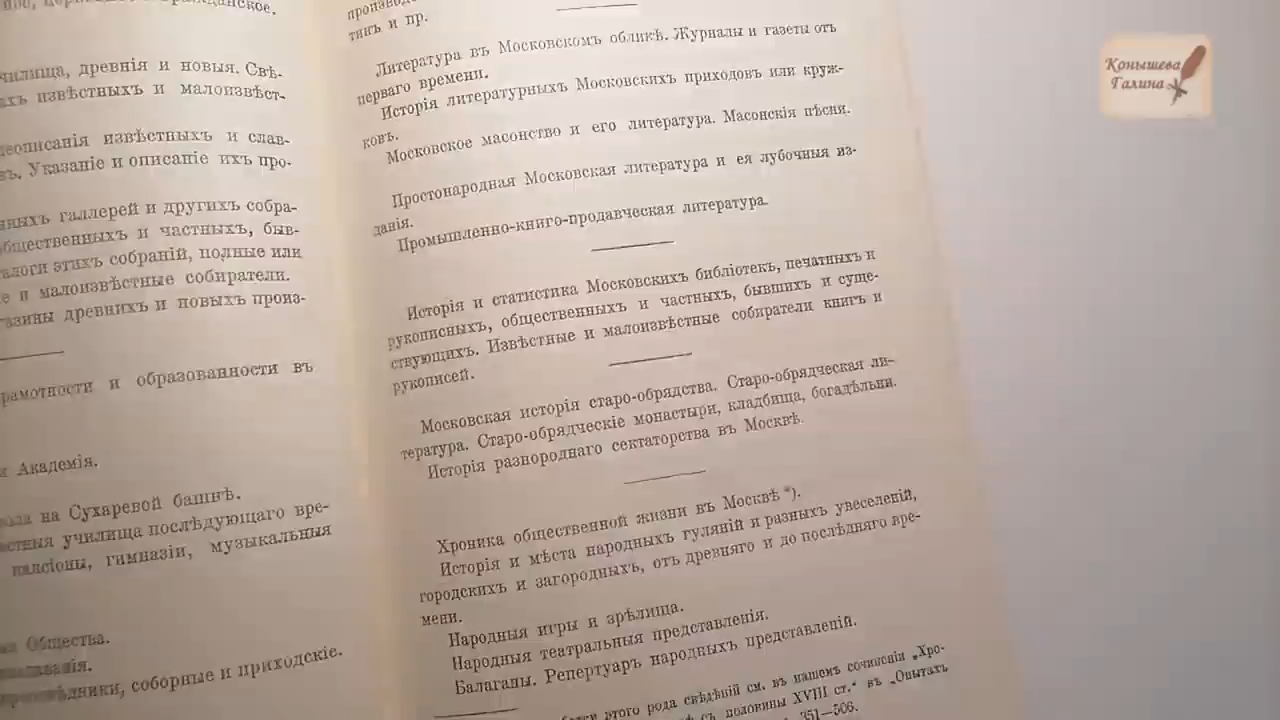 училища, древнія и новыя. Свѣ-
извѣстныхъ и малоизвѣст-
извѣстныхъ и слав-
Указаніе и описаніе ихъ про-
галлерей и другихъ собра-
общественныхъ и частныхъ, быв-
этихъ собраній, полные или
и малоизвѣстные собиратели.
древнихъ и новыхъ произ-
грамотности и образованности въ
Академія.
на Сухаревой башнѣ.
училища послѣдующаго вре-
пансіоны, гимназіи, музыкальныя
Общества.
соборные и приходскіе.
тинъ и пр.
Литература въ Московскомъ обликѣ. Журналы и газеты отъ
перваго времени.
Исторія литературныхъ Московскихъ приходовъ или круж-
ковъ.
Московское масонство и его литература. Масонскія пѣсни.
Простонародная Московская литература и ея лубочныя из-
данія.
Промышленно-книго-продавческая литература.
Исторія и статистика Московскихъ библіотекъ, печатныхъ и
рукописныхъ, общественныхъ и частныхъ, бывшихъ и суще-
ствующихъ. Извѣстные и малоизвѣстные собиратели книгъ и
рукописей.
Московская исторія старо-обрядства. Старо-обрядческая ли-
тература. Старо-обрядческіе монастыри, кладбища, богадѣльни.
Исторія разнороднаго сектаторства въ Москвѣ.
Хроника общественной жизни въ Москвѣ *).
Исторія и мѣста народныхъ гуляній и разныхъ увеселеній,
городскихъ и загородныхъ, отъ древняго и до послѣдняго вре-
мени.
Народныя игры и зрѣлища.
Народныя театральныя представленія.
Балаганы. Репертуаръ народныхъ представленій.
этого рода свѣдѣній см. въ нашемъ сочиненіи „Хро-
съ половины XVIII ст.“ въ „Опытахъ
351—506.
Конышева
Галина